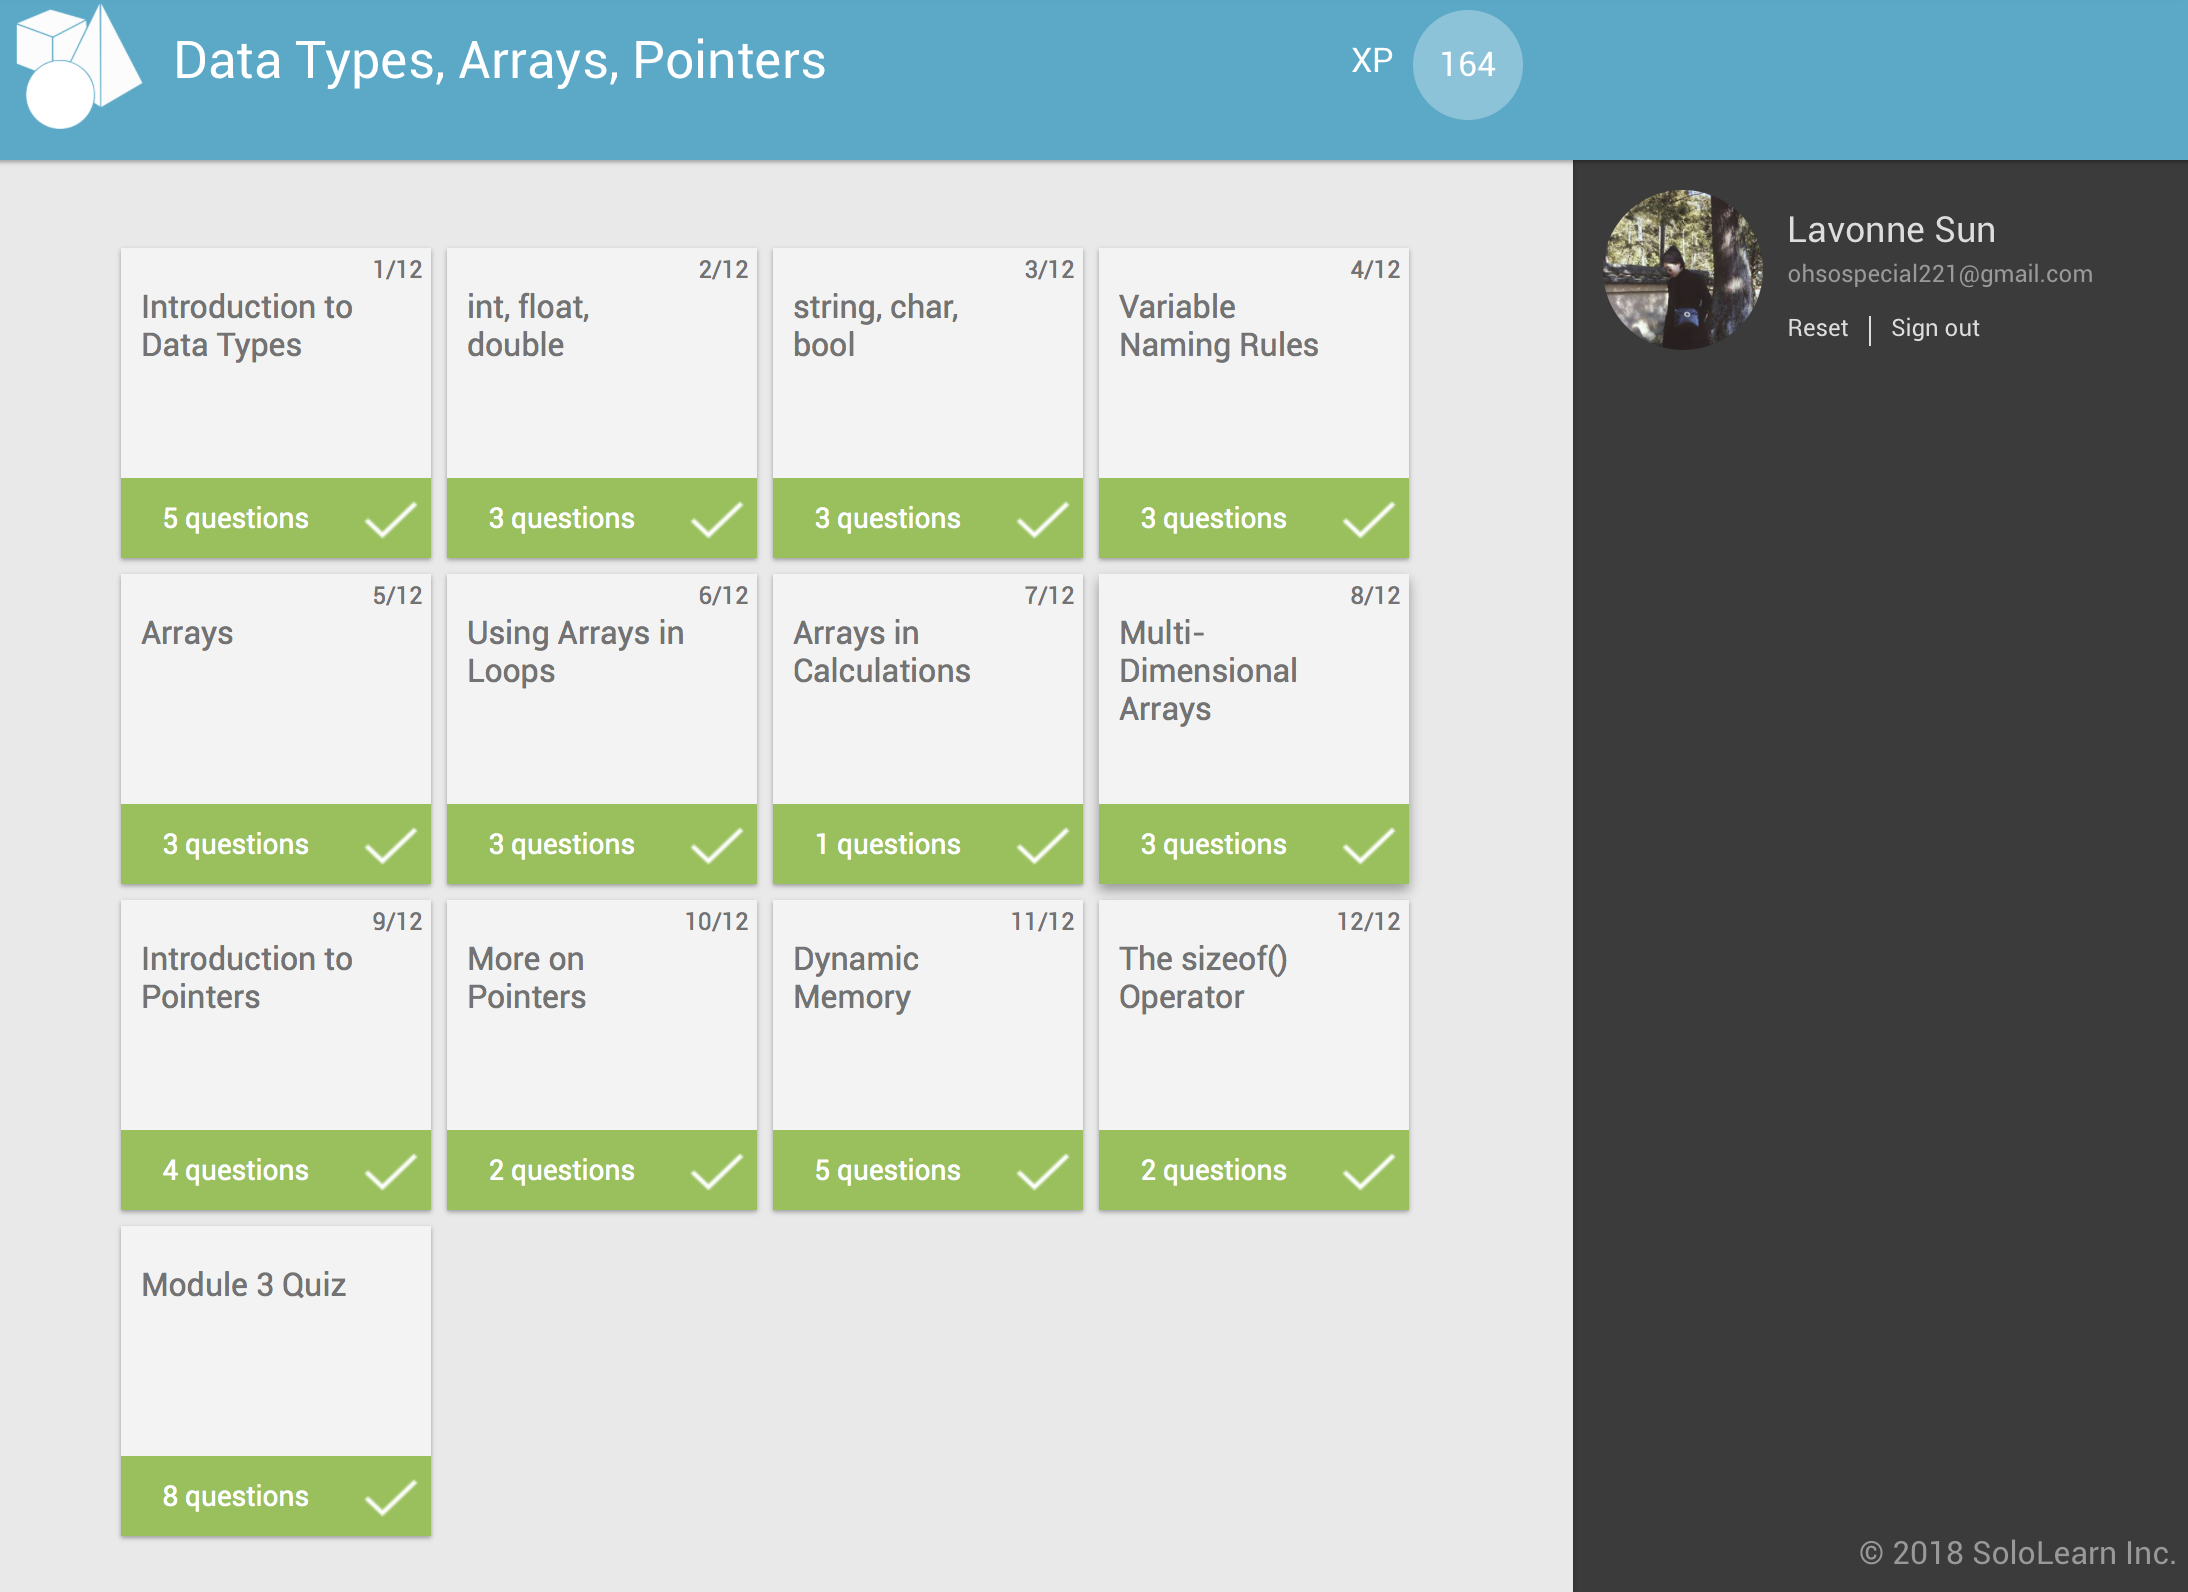 Data Types, Arrays, Pointers
XP 164
Lavonne Sun
ohsospecial221@gmail.com
Reset | Sign out
1/12
Introduction to
Data Types
5 questions
2/12
int, float,
double
3 questions
3/12
string, char,
bool
3 questions
4/12
Variable
Naming Rules
3 questions
5/12
Arrays
3 questions
6/12
Using Arrays in
Loops
3 questions
7/12
Arrays in
Calculations
1 questions
8/12
Multi-
Dimensional
Arrays
3 questions
9/12
Introduction to
Pointers
4 questions
10/12
More on
Pointers
2 questions
11/12
Dynamic
Memory
5 questions
12/12
The sizeof()
Operator
2 questions
Module 3 Quiz
8 questions
© 2018 SoloLearn Inc.